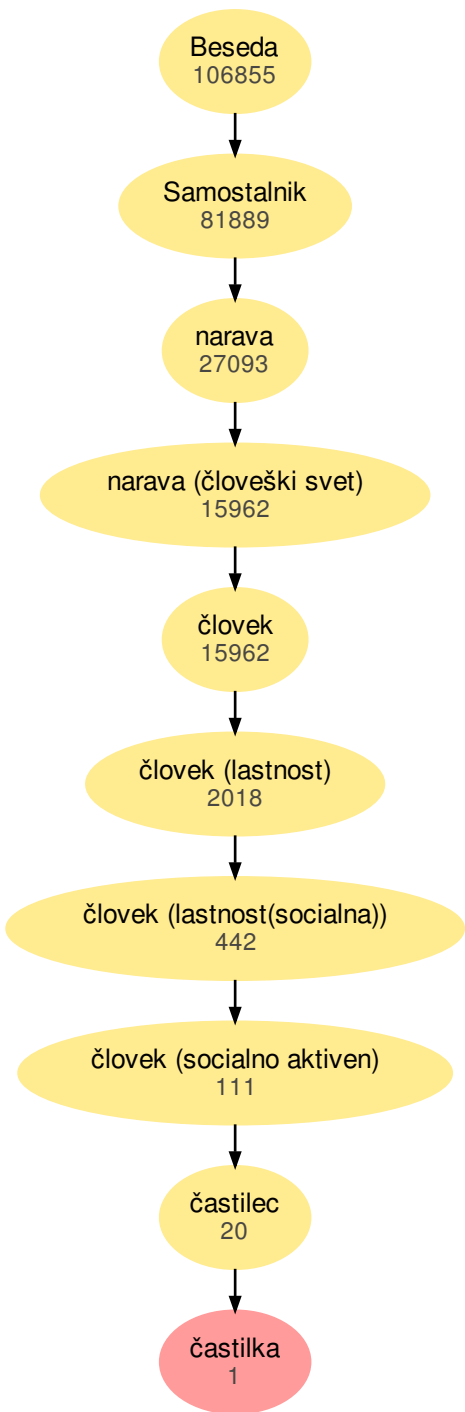 Beseda
106855
Samostalnik
81889
narava
27093
narava (človeški svet)
15962
človek
15962
človek (lastnost)
2018
človek (lastnost(socialna))
442
človek (socialno aktiven)
111
častilec
20
častilka
1